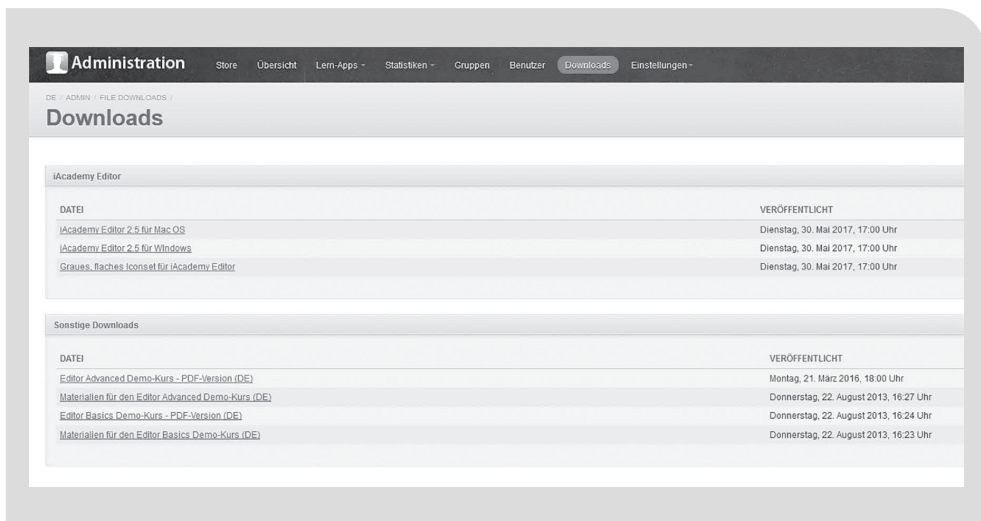 Administration Store Übersicht Lern-Apps Statistiken Gruppen Benutzer Downloads Einstellungen
DE / ADMIN / FILE DOWNLOADS /
Downloads
iAcademy Editor
DATEI VERÖFFENTLICHT
iAcademy Editor 2.5 für Mac OS Dienstag, 30. Mai 2017, 17:00 Uhr
iAcademy Editor 2.5 für WIndows Dienstag, 30. Mai 2017, 17:00 Uhr
Graues, flaches Iconset für iAcademy Editor Dienstag, 30. Mai 2017, 17:00 Uhr
Sonstige Downloads
DATEI VERÖFFENTLICHT
Editor Advanced Demo-Kurs - PDF-Version (DE) Montag, 21. März 2016, 18:00 Uhr
Materialien für den Editor Advanced Demo-Kurs (DE) Donnerstag, 22. August 2013, 16:27 Uhr
Editor Basics Demo-Kurs - PDF-Version (DE) Donnerstag, 22. August 2013, 16:24 Uhr
Materialien für den Editor Basics Demo-Kurs (DE) Donnerstag, 22. August 2013, 16:23 Uhr